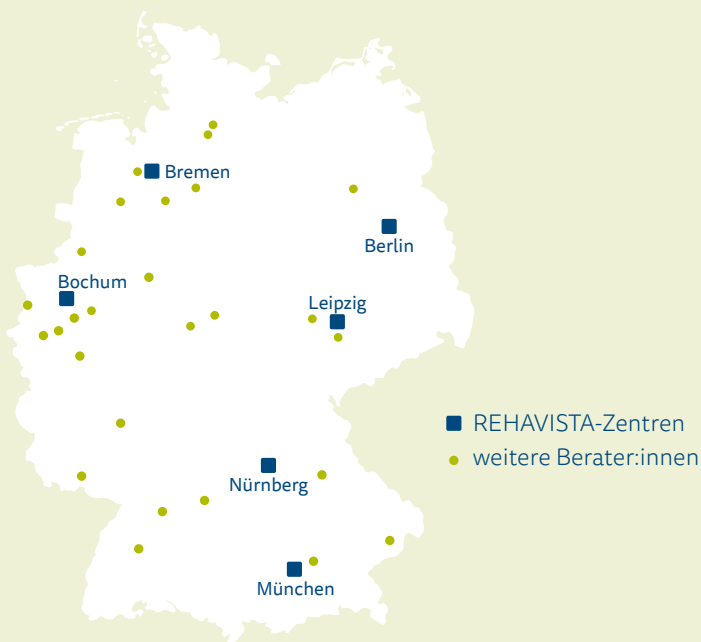 Bremen
Berlin
Bochum
Leipzig
REHAVISTA-Zentren
weitere Berater:innen
Nürnberg
München